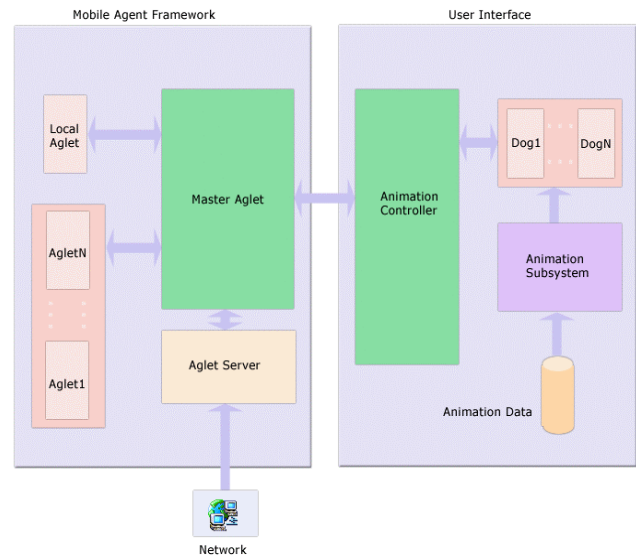 Mobile Agent Framework
User Interface
Local
Aglet
Master Aglet
AgletN
Aglet1
Aglet Server
Network
Animation
Controller
Dog1
DogN
Animation
Subsystem
Animation Data